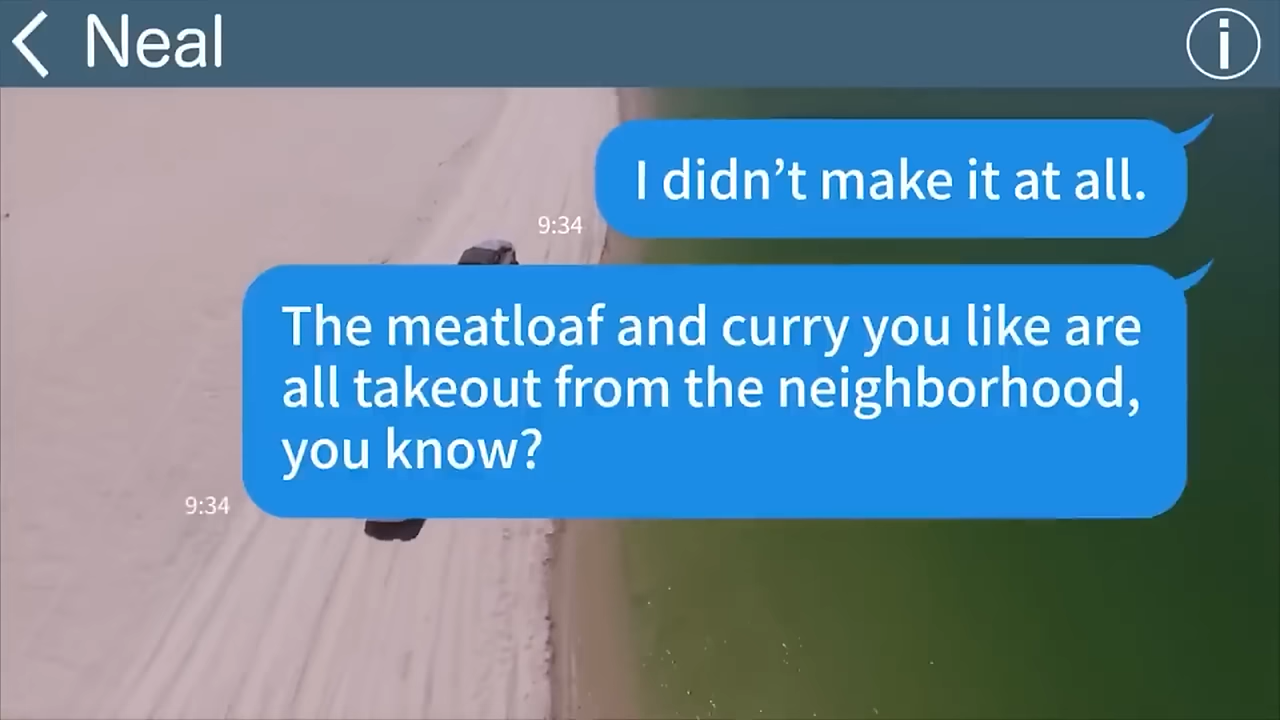 Neal
I didn’t make it at all.
9:34
The meatloaf and curry you like are
all takeout from the neighborhood,
you know?
9:34